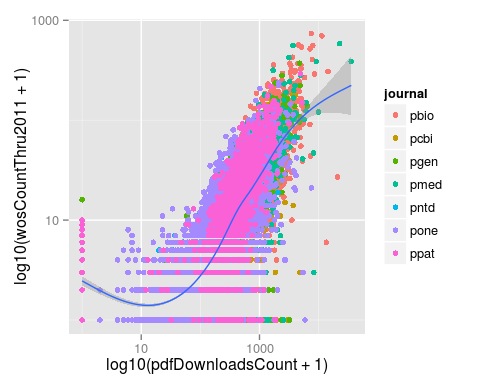 1000
10
log10(wosCountThru2011 + 1)
10
1000
log10(pdfDownloadsCount + 1)
journal
pbio
pcbi
pgen
pmed
pntd
pone
ppat